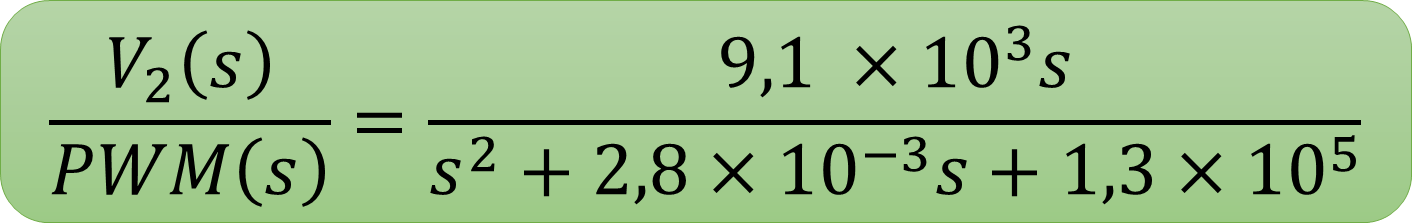 V₂(s) / PWM(s) = 9,1 × 10³s / s² + 2,8 × 10⁻³s + 1,3 × 10⁵